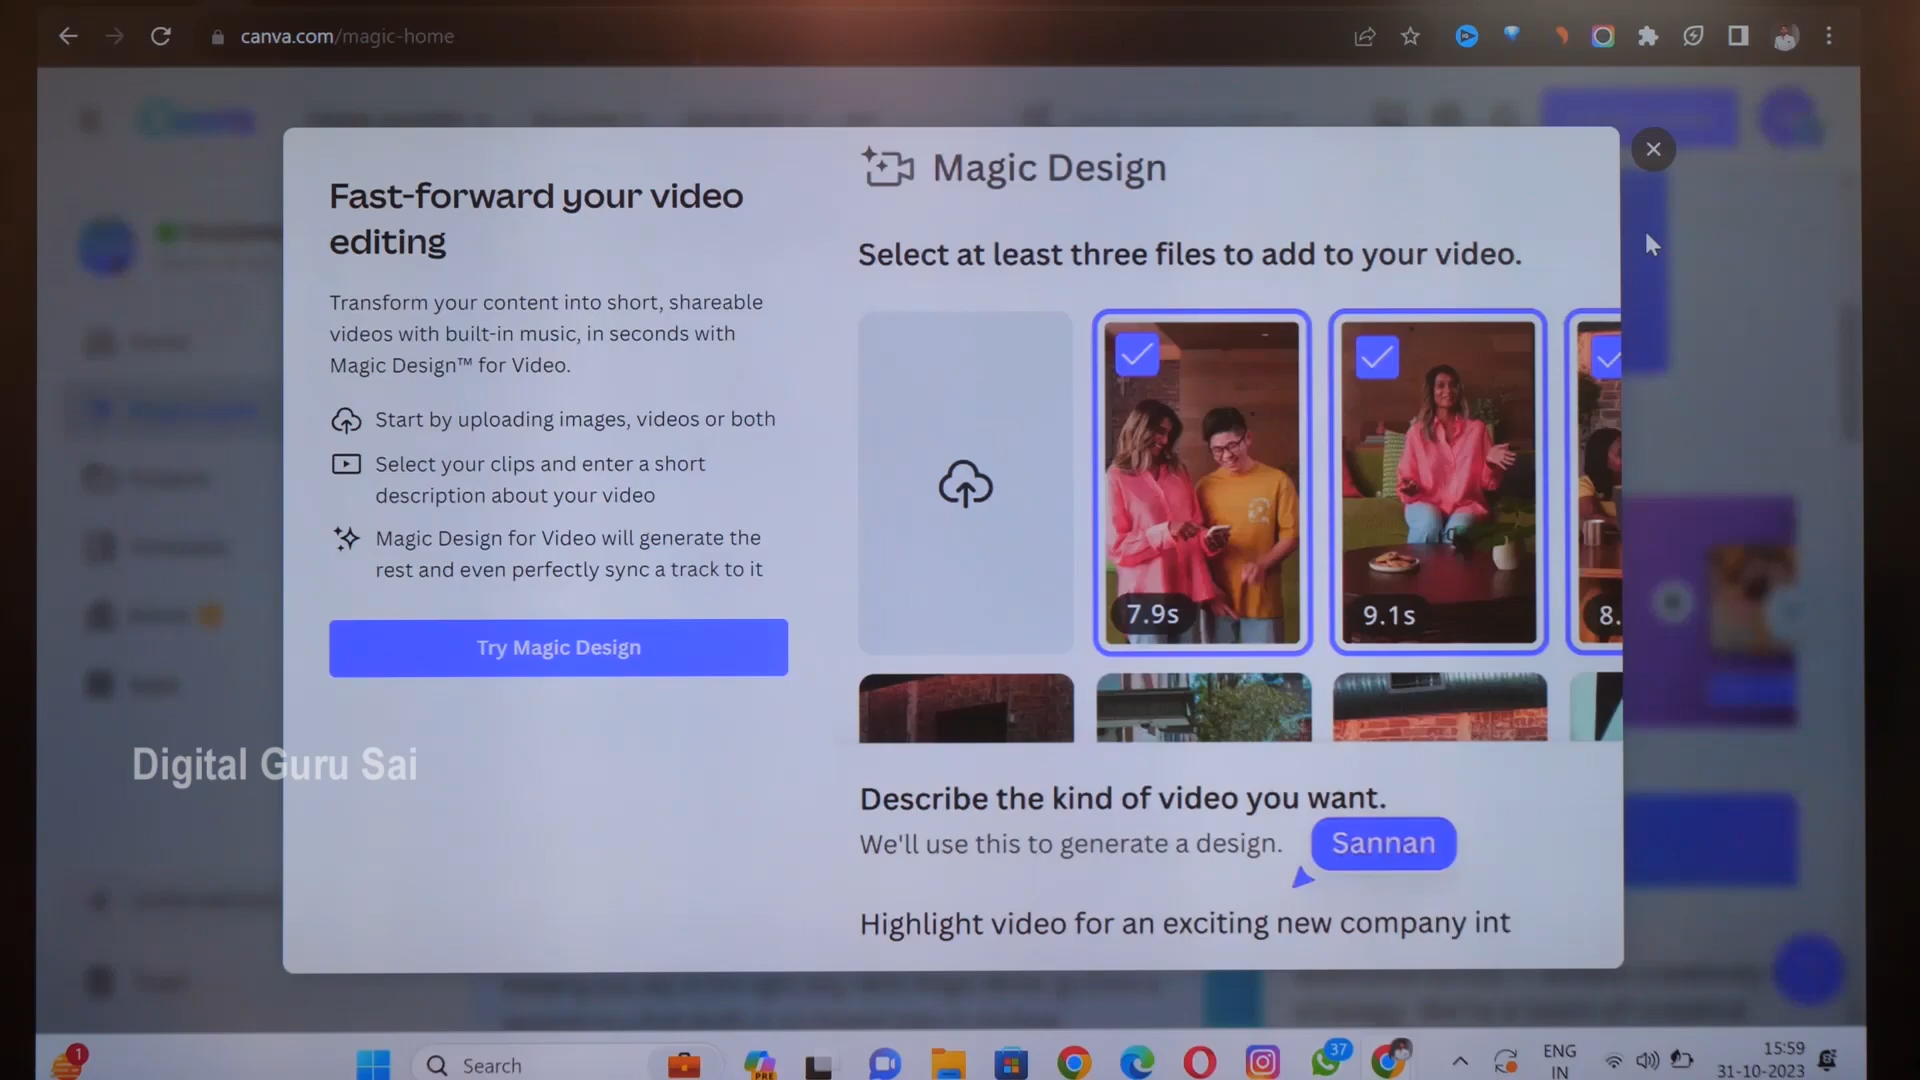 canva.com/magic-home
Fast-forward your video
editing
Transform your content into short, shareable
videos with built-in music, in seconds with
Magic Design™ for Video.
Start by uploading images, videos or both
Select your clips and enter a short
description about your video
Magic Design for Video will generate the
rest and even perfectly sync a track to it
Try Magic Design
Magic Design
Select at least three files to add to your video.
7.9s
9.1s
8.
Describe the kind of video you want.
We'll use this to generate a design.
Sannan
Highlight video for an exciting new company int
Digital Guru Sai
1
Search
PRE
37
ENG
IN
15:59
31-10-2023